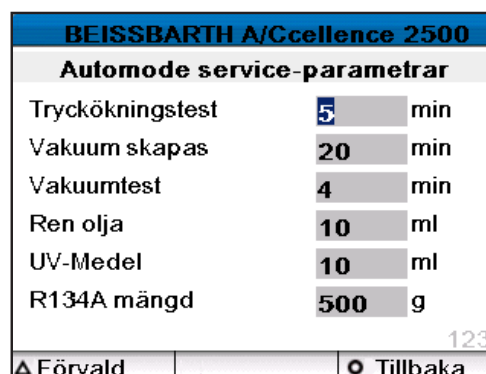 BEISSBARTH A/Ccellence 2500
Automode service-parametrar
Tryckökningstest 5 min
Vakuum skapas 20 min
Vakuumtest 4 min
Ren olja 10 ml
UV-Medel 10 ml
R134A mängd 500 g
123
Δ Förvald O Tillbaka